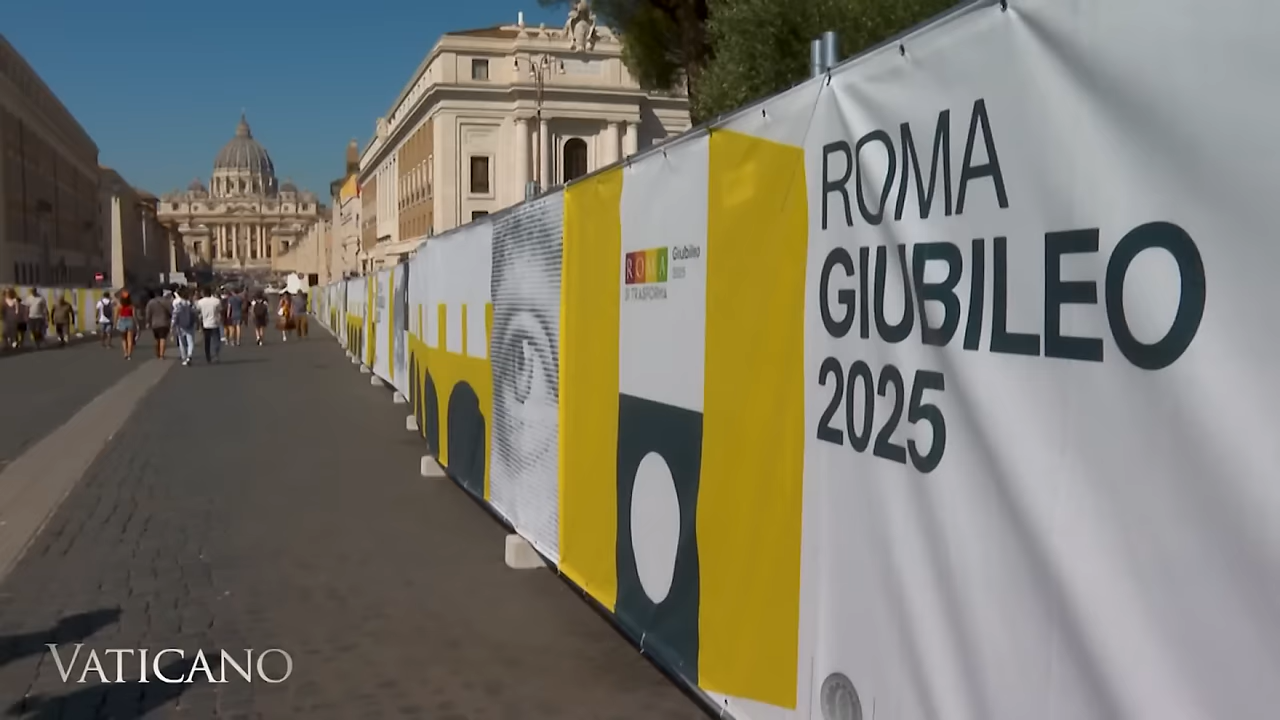 ROMA
GIUBILEO
2025
ROMA
SI TRASFORMA
Giubileo
2025
VATICANO